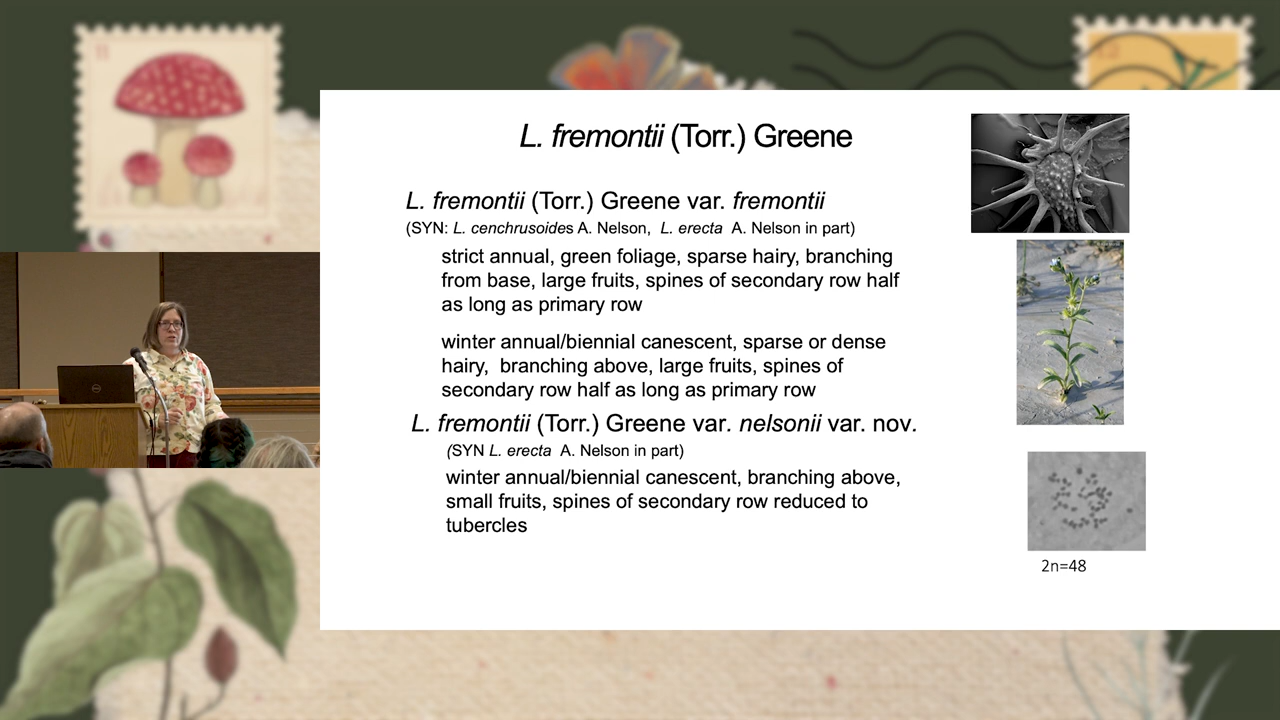 L. fremontii (Torr.) Greene
L. fremontii (Torr.) Greene var. fremontii
(SYN: L. cenchrusoides A. Nelson, L. erecta A. Nelson in part)
strict annual, green foliage, sparse hairy, branching
from base, large fruits, spines of secondary row half
as long as primary row
winter annual/biennial canescent, sparse or dense
hairy, branching above, large fruits, spines of
secondary row half as long as primary row
L. fremontii (Torr.) Greene var. nelsonii var. nov.
(SYN L. erecta A. Nelson in part)
winter annual/biennial canescent, branching above,
small fruits, spines of secondary row reduced to
tubercles
2n=48